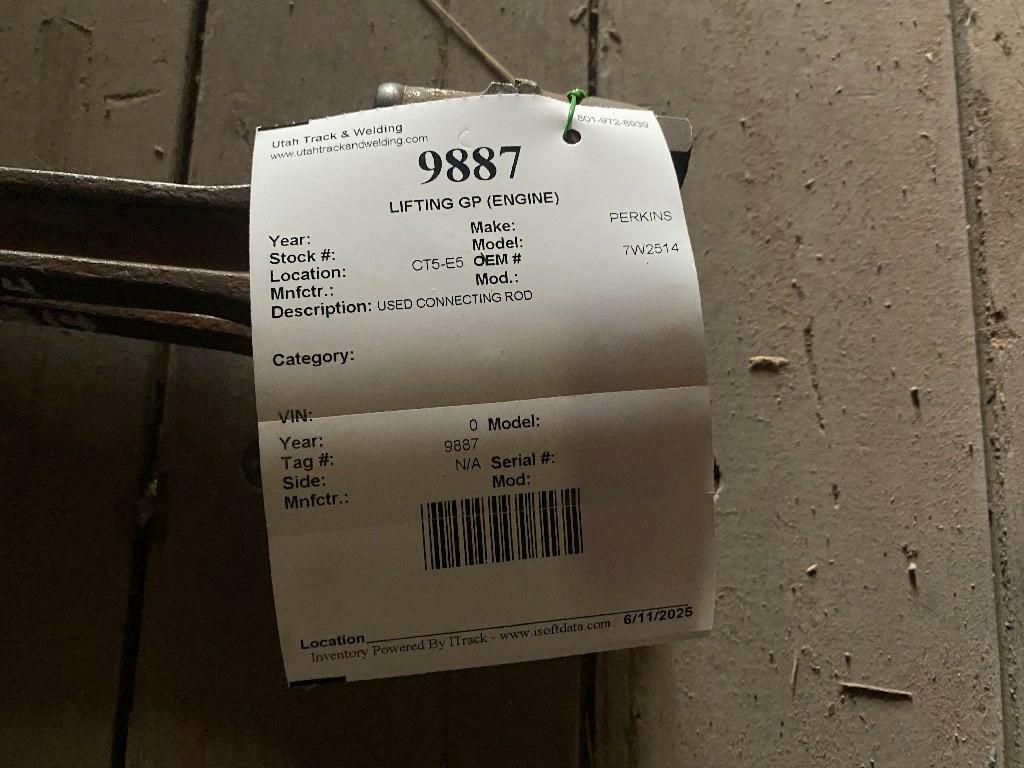 Utah Track & Welding
801-972-8939
www.utahtrackandwelding.com
9887
LIFTING GP (ENGINE)
Year: Make: PERKINS
Stock #: Model:
Location: CT5-E5 OEM # 7W2514
Mnfctr.: Mod.:
Description: USED CONNECTING ROD
Category:
VIN:
Year: 0 Model:
Tag #: 9887
Side: N/A Serial #:
Mnfctr.: Mod:
Location
6/11/2025
Inventory Powered By ITrack - www.isoftdata.com